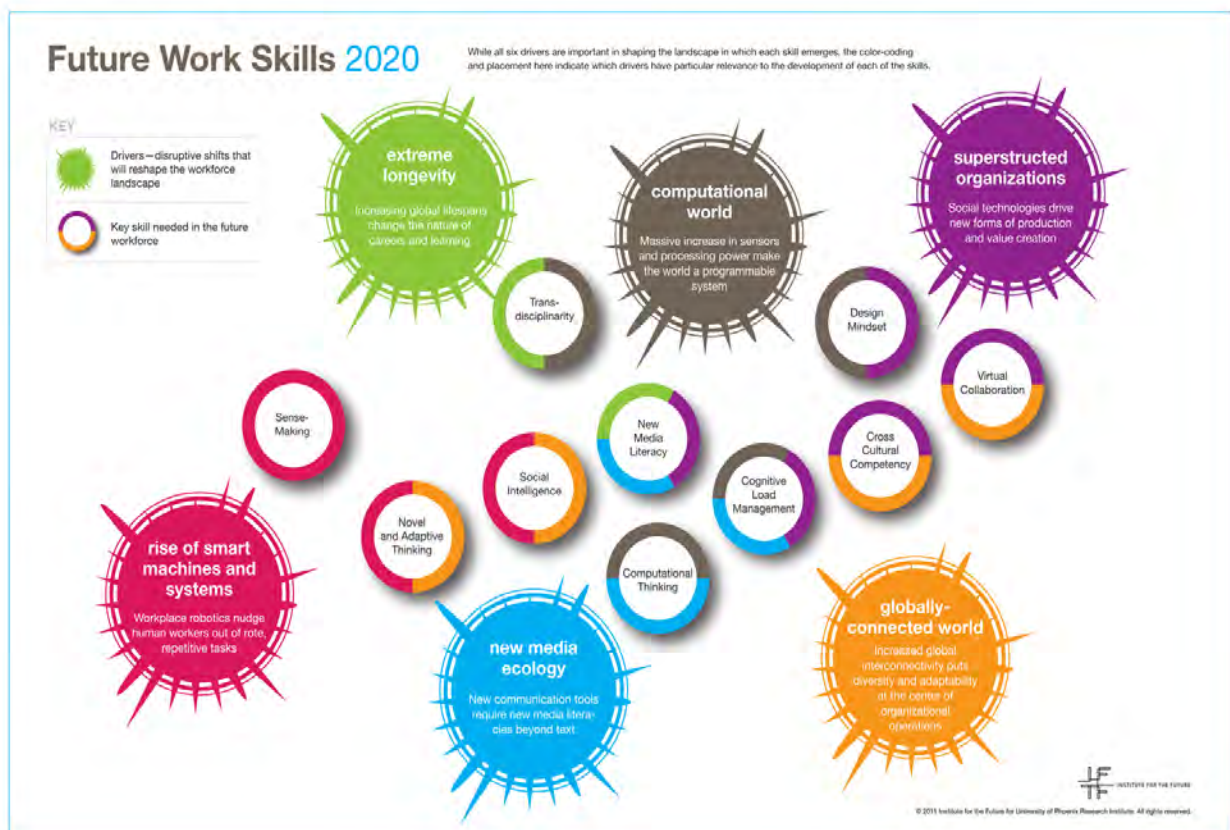 Future Work Skills 2020
While all six drivers are important in shaping the landscape in which each skill emerges, the color-coding
and placement here indicate which drivers have particular relevance to the development of each of the skills.
KEY
Drivers—disruptive shifts that
will reshape the workforce
landscape
Key skill needed in the future
workforce
extreme
longevity
Increasing global lifespans
change the nature of
careers and learning
computational
world
Massive increase in sensors
and processing power make
the world a programmable
system
superstructed
organizations
Social technologies drive
new forms of production
and value creation
Trans-
disciplinarity
Design
Mindset
Virtual
Collaboration
Sense-
Making
New
Media
Literacy
Cross
Cultural
Competency
Social
Intelligence
Cognitive
Load
Management
Novel
and Adaptive
Thinking
Computational
Thinking
rise of smart
machines and
systems
Workplace robotics nudge
human workers out of rote,
repetitive tasks
new media
ecology
New communication tools
require new media litera-
cies beyond text
globally-
connected world
Increased global
interconnectivity puts
diversity and adaptability
at the center of
organizational
operations
INSTITUTE FOR THE FUTURE
© 2011 Institute for the Future for University of Phoenix Research Institute. All rights reserved.